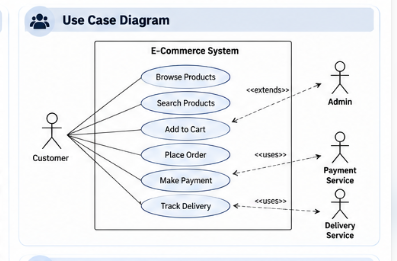 Use Case Diagram
E-Commerce System
Browse Products
Search Products
<<extends>>
Admin
Add to Cart
Customer
Place Order
<<uses>>
Payment
Service
Make Payment
<<uses>>
Track Delivery
Delivery
Service